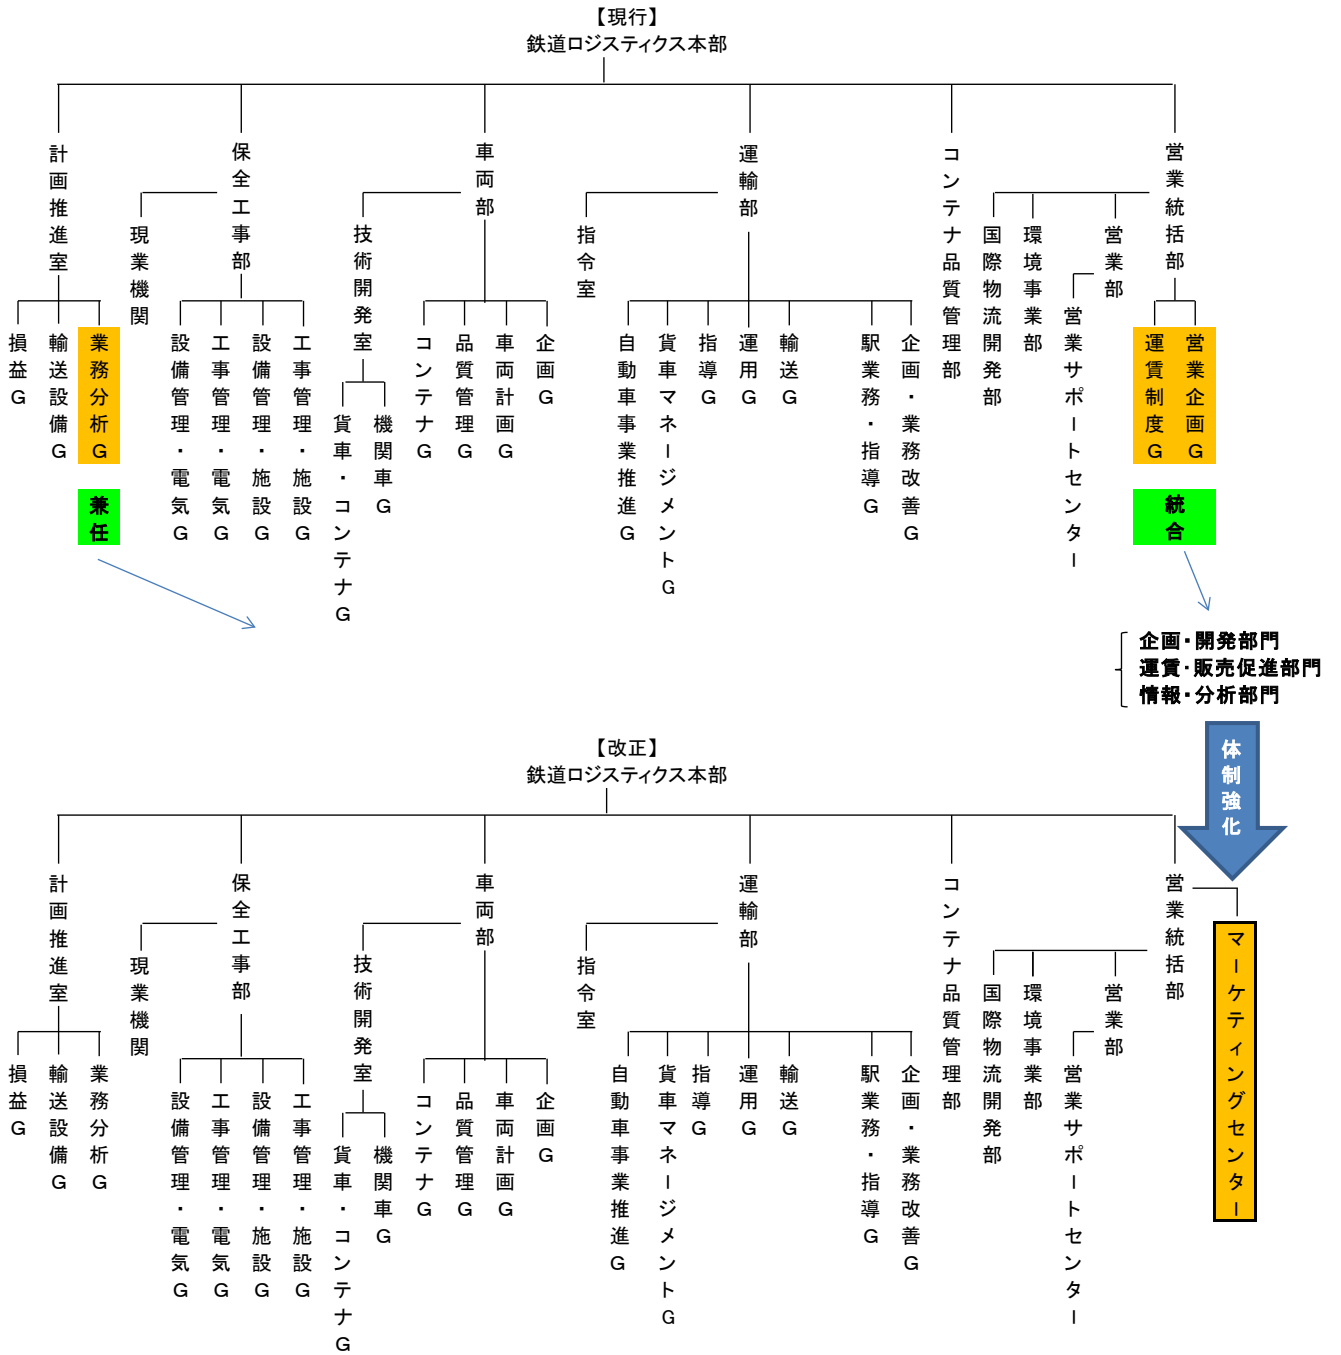 【現行】
鉄道ロジスティクス本部
計画推進室
保全工事部
車両部
運輸部
コンテナ品質管理部
営業統括部
現業機関
技術開発室
指令室
国際物流開発部
環境事業部
営業部
営業サポートセンター
損益G
輸送設備G
業務分析G
設備管理・電気G
工事管理・電気G
設備管理・施設G
工事管理・施設G
貨車・コンテナG
機関車G
コンテナG
品質管理G
車両計画G
企画G
自動車事業推進G
貨車マネージメントG
指導G
運用G
輸送G
駅業務・指導G
企画・業務改善G
運賃制度G
営業企画G
兼任
統合
企画・開発部門
運賃・販売促進部門
情報・分析部門
体制強化
【改正】
鉄道ロジスティクス本部
計画推進室
保全工事部
車両部
運輸部
コンテナ品質管理部
営業統括部
マーケティングセンター
現業機関
技術開発室
指令室
国際物流開発部
環境事業部
営業部
営業サポートセンター
損益G
輸送設備G
業務分析G
設備管理・電気G
工事管理・電気G
設備管理・施設G
工事管理・施設G
貨車・コンテナG
機関車G
コンテナG
品質管理G
車両計画G
企画G
自動車事業推進G
貨車マネージメントG
指導G
運用G
輸送G
駅業務・指導G
企画・業務改善G